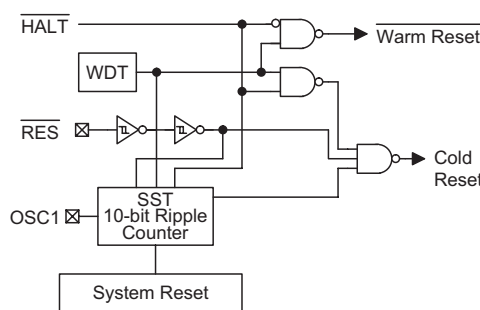 HALT
Warm Reset
WDT
RES
Cold
Reset
SST
10-bit Ripple
Counter
OSC1
System Reset